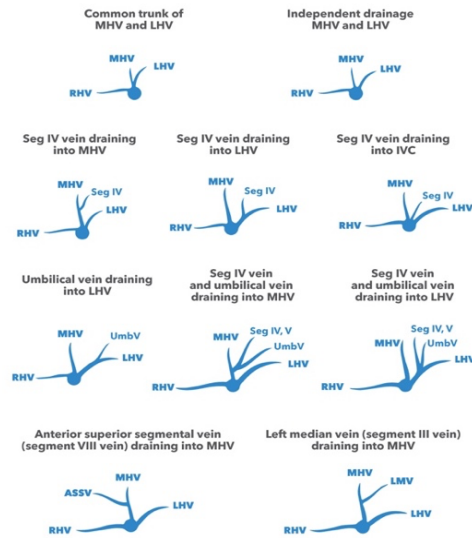 Common trunk of
MHV and LHV
MHV
LHV
RHV
Independent drainage
MHV and LHV
MHV
LHV
RHV
Seg IV vein draining
into MHV
MHV
Seg IV
LHV
RHV
Seg IV vein draining
into LHV
MHV
Seg IV
LHV
RHV
Seg IV vein draining
into IVC
MHV
Seg IV
LHV
RHV
Umbilical vein draining
into LHV
MHV
UmbV
LHV
RHV
Seg IV vein
and umbilical vein
draining into MHV
Seg IV, V
MHV
UmbV
LHV
RHV
Seg IV vein
and umbilical vein
draining into LHV
Seg IV, V
MHV
UmbV
LHV
RHV
Anterior superior segmental vein
(segment VIII vein) draining into MHV
MHV
ASSV
LHV
RHV
Left median vein (segment III vein)
draining into MHV
MHV
LMV
LHV
RHV